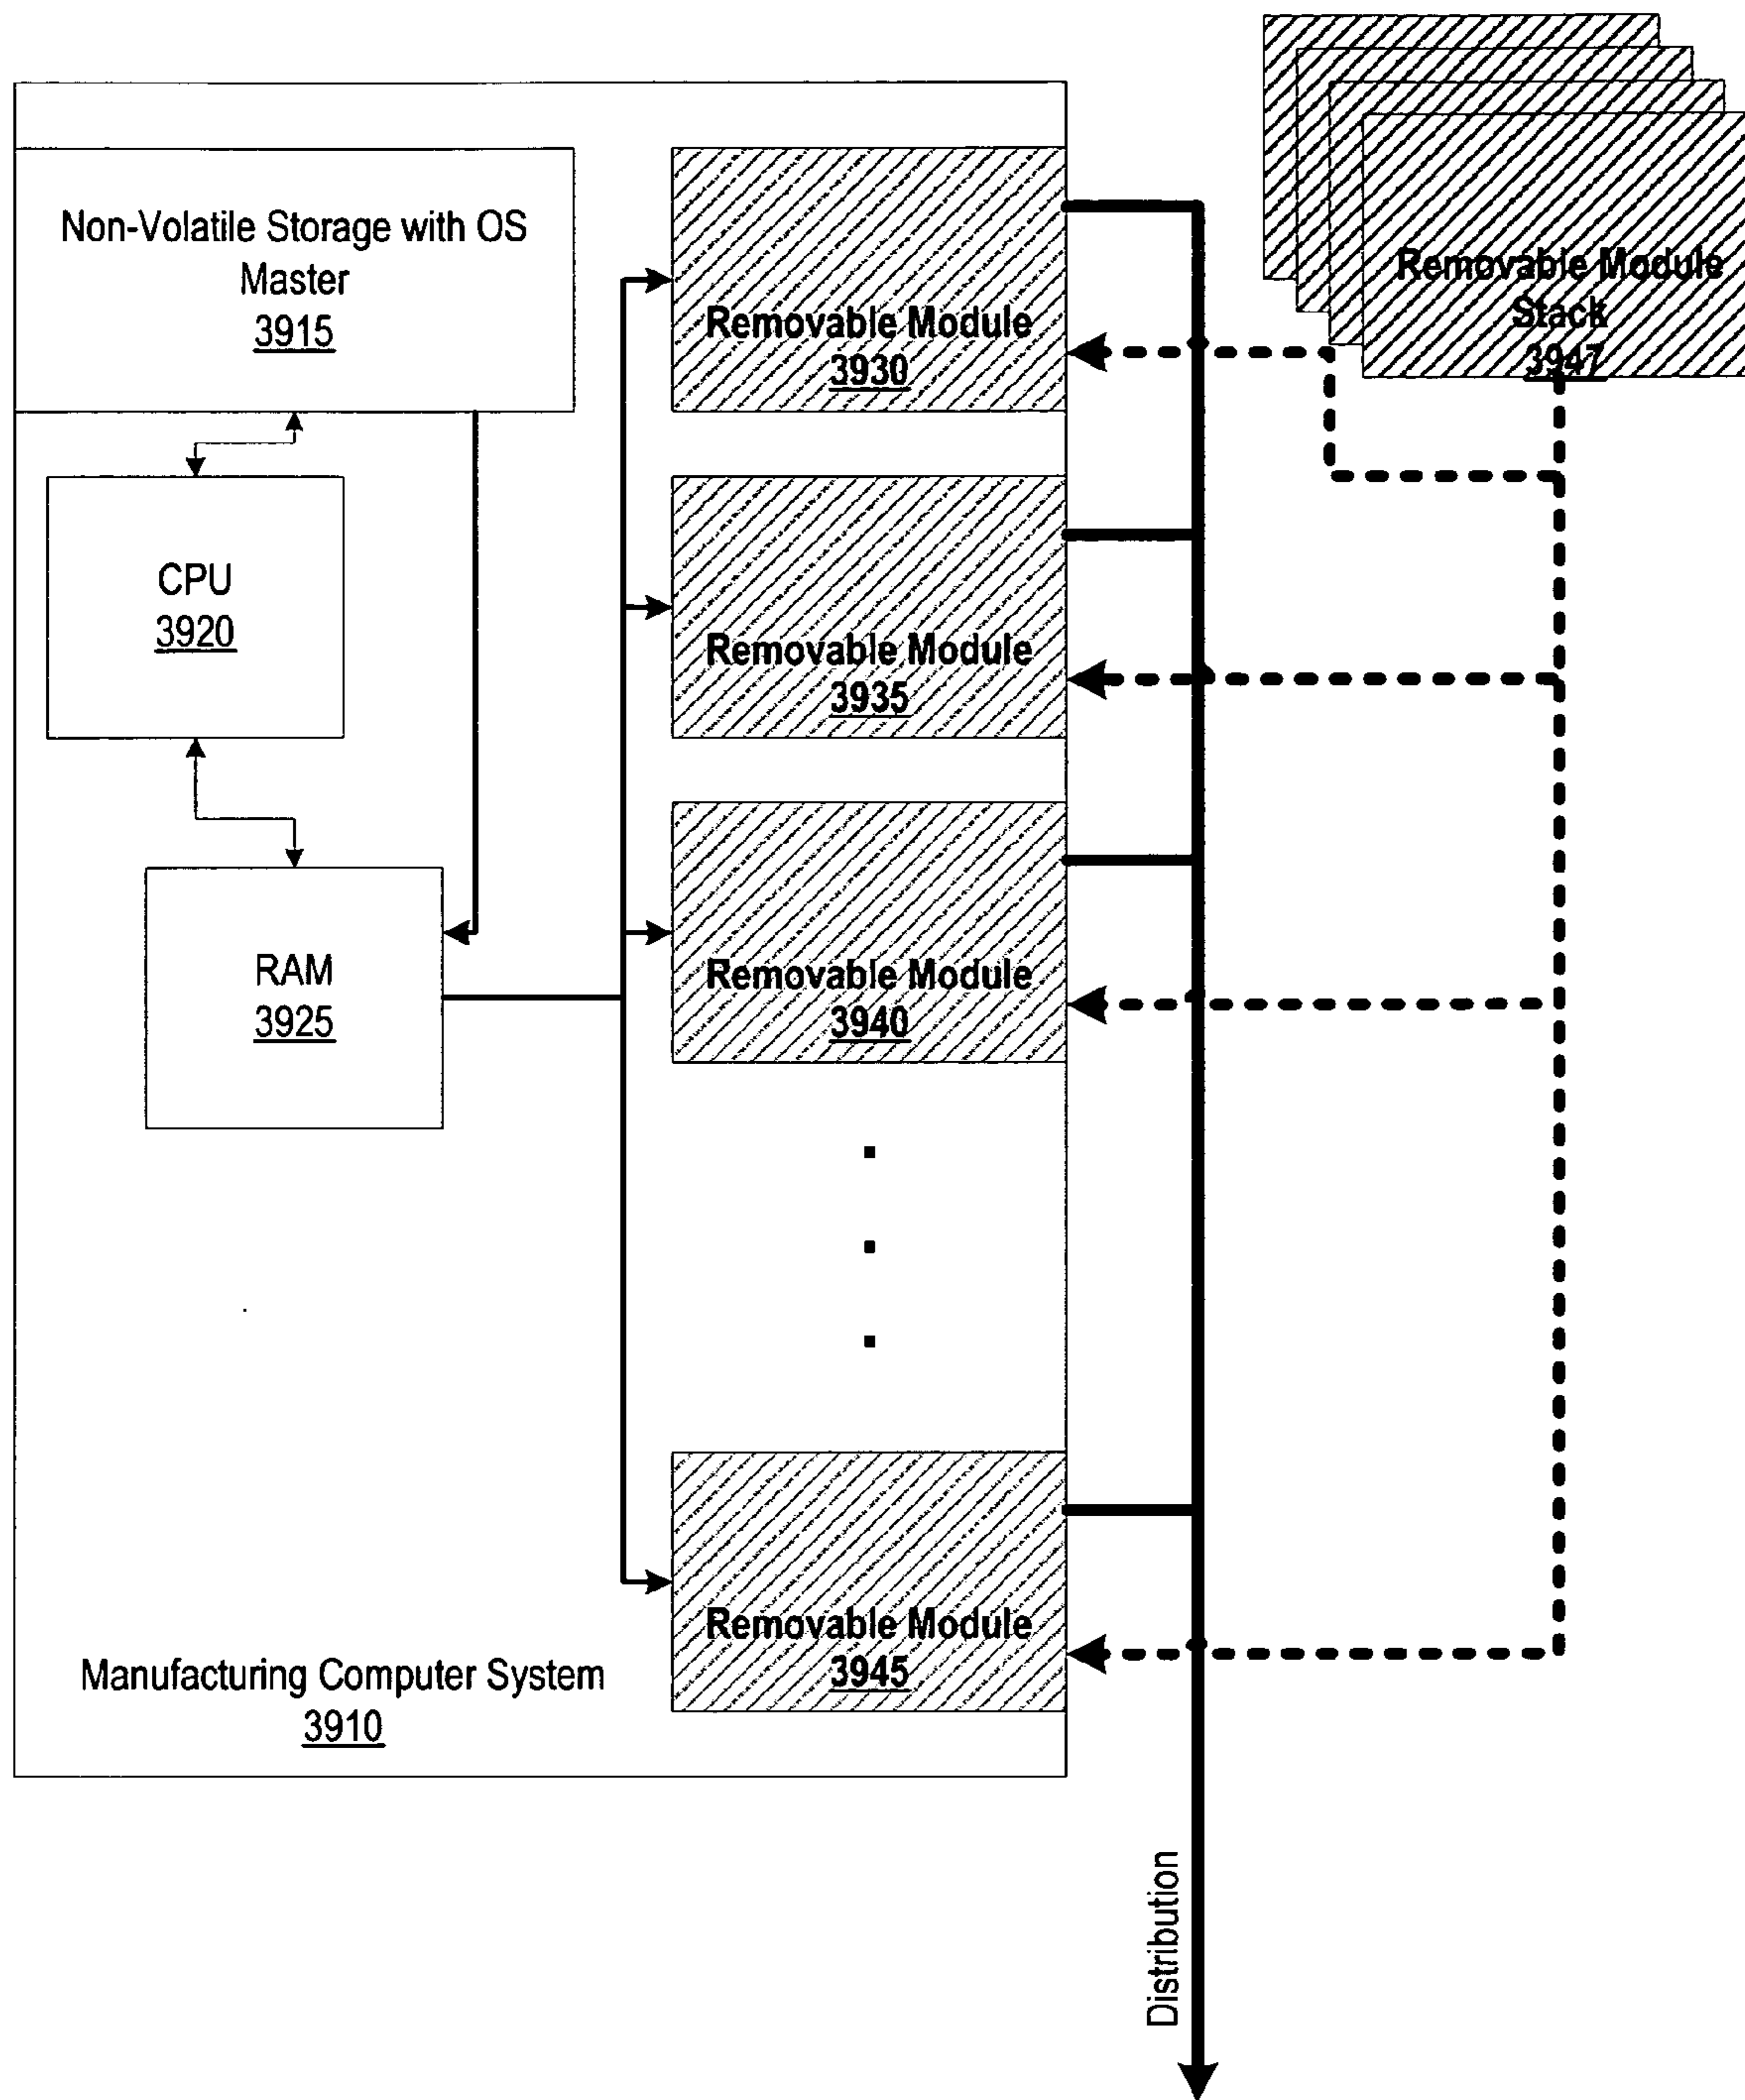 Non-Volatile Storage with OS
Master
3915
Removable Module
3930
Removable Module
Stack
3947
CPU
3920
Removable Module
3935
RAM
3925
Removable Module
3940
Removable Module
3945
Manufacturing Computer System
3910
Distribution